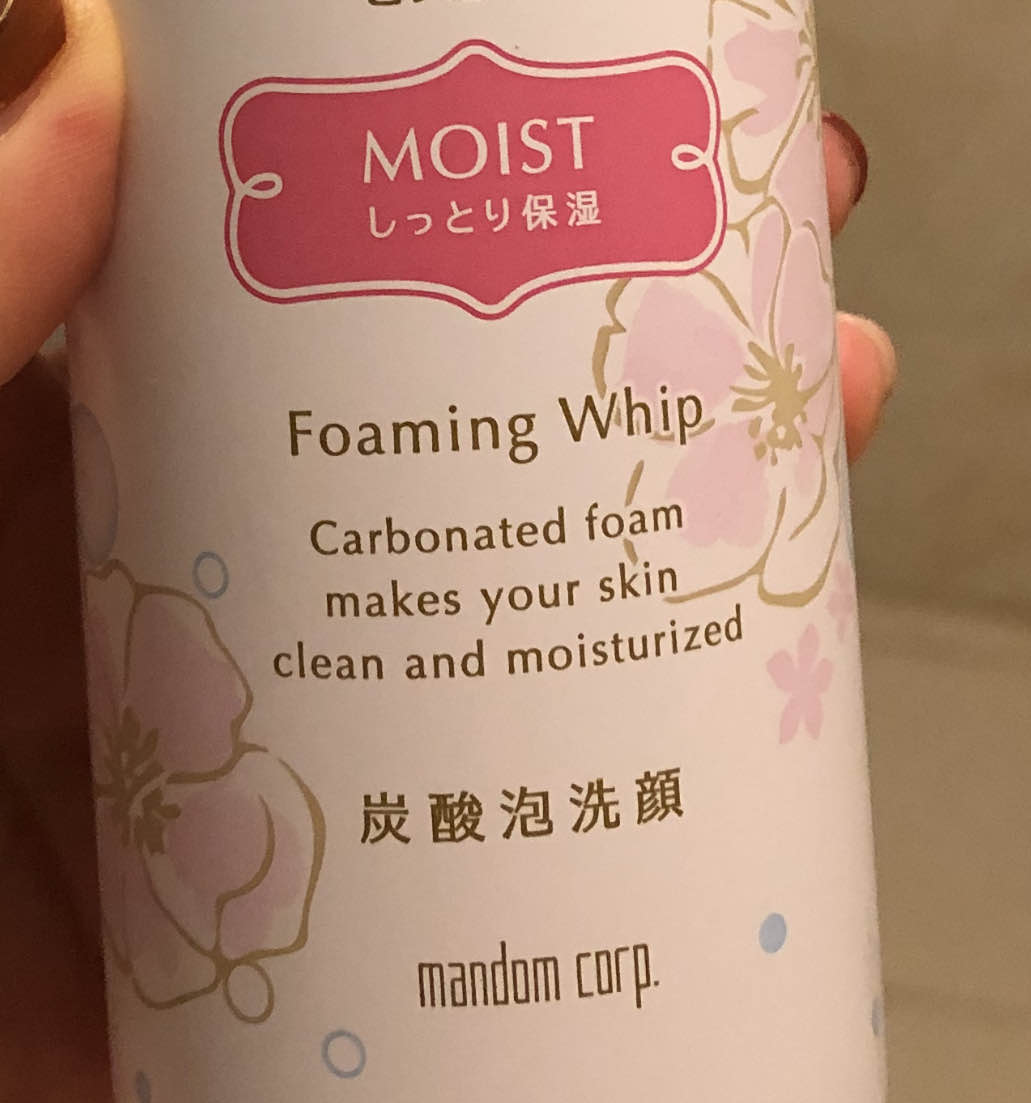 MOIST
しっとり保湿
Foaming Whip
Carbonated foam
makes your skin
clean and moisturized
炭酸泡洗顔
mandom corp.